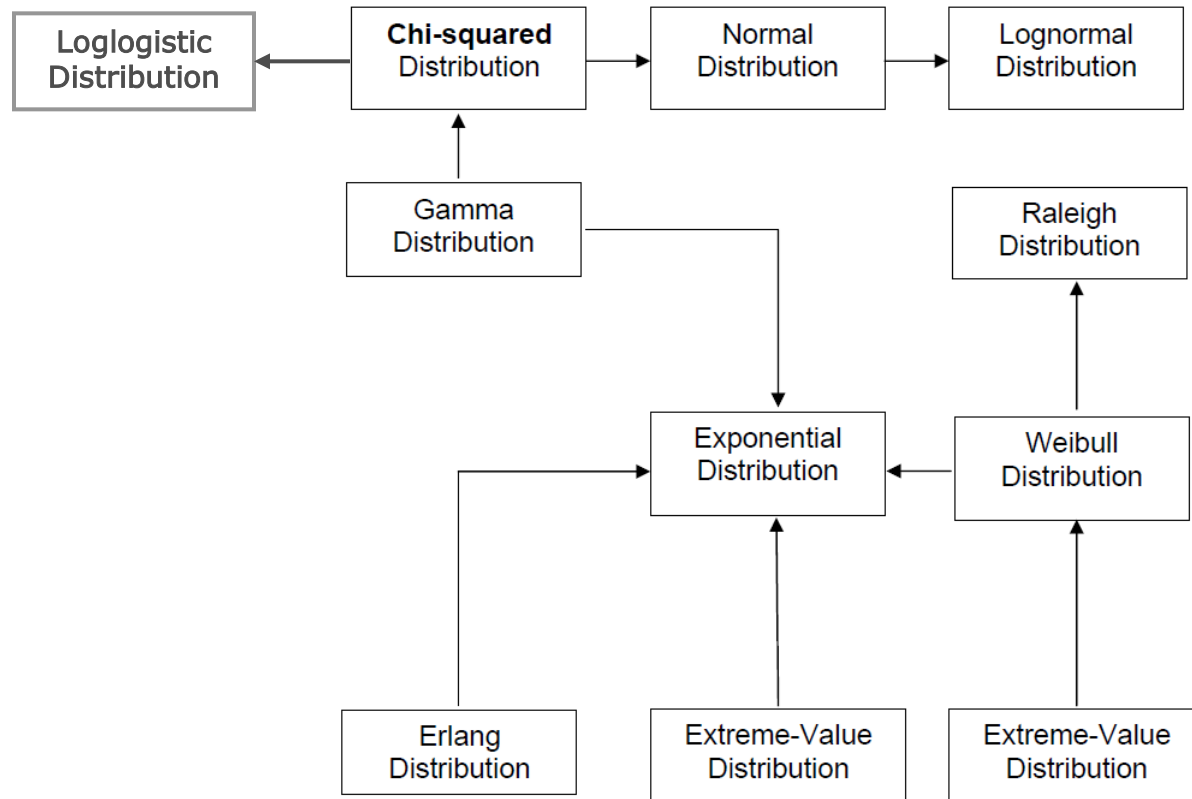 Loglogistic
Distribution
Chi-squared
Distribution
Normal
Distribution
Lognormal
Distribution
Gamma
Distribution
Raleigh
Distribution
Exponential
Distribution
Weibull
Distribution
Erlang
Distribution
Extreme-Value
Distribution
Extreme-Value
Distribution